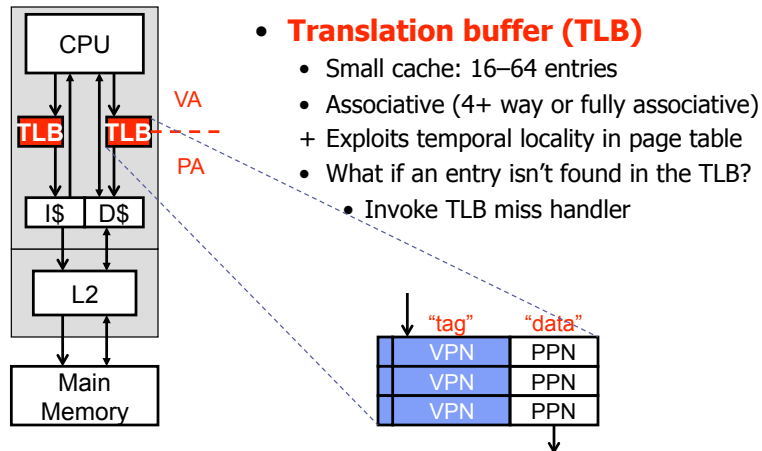 CPU
TLB
TLB
VA
PA
I$
D$
L2
Main
Memory
• Translation buffer (TLB)
• Small cache: 16–64 entries
• Associative (4+ way or fully associative)
+ Exploits temporal locality in page table
• What if an entry isn’t found in the TLB?
• Invoke TLB miss handler
“tag” “data”
VPN PPN
VPN PPN
VPN PPN